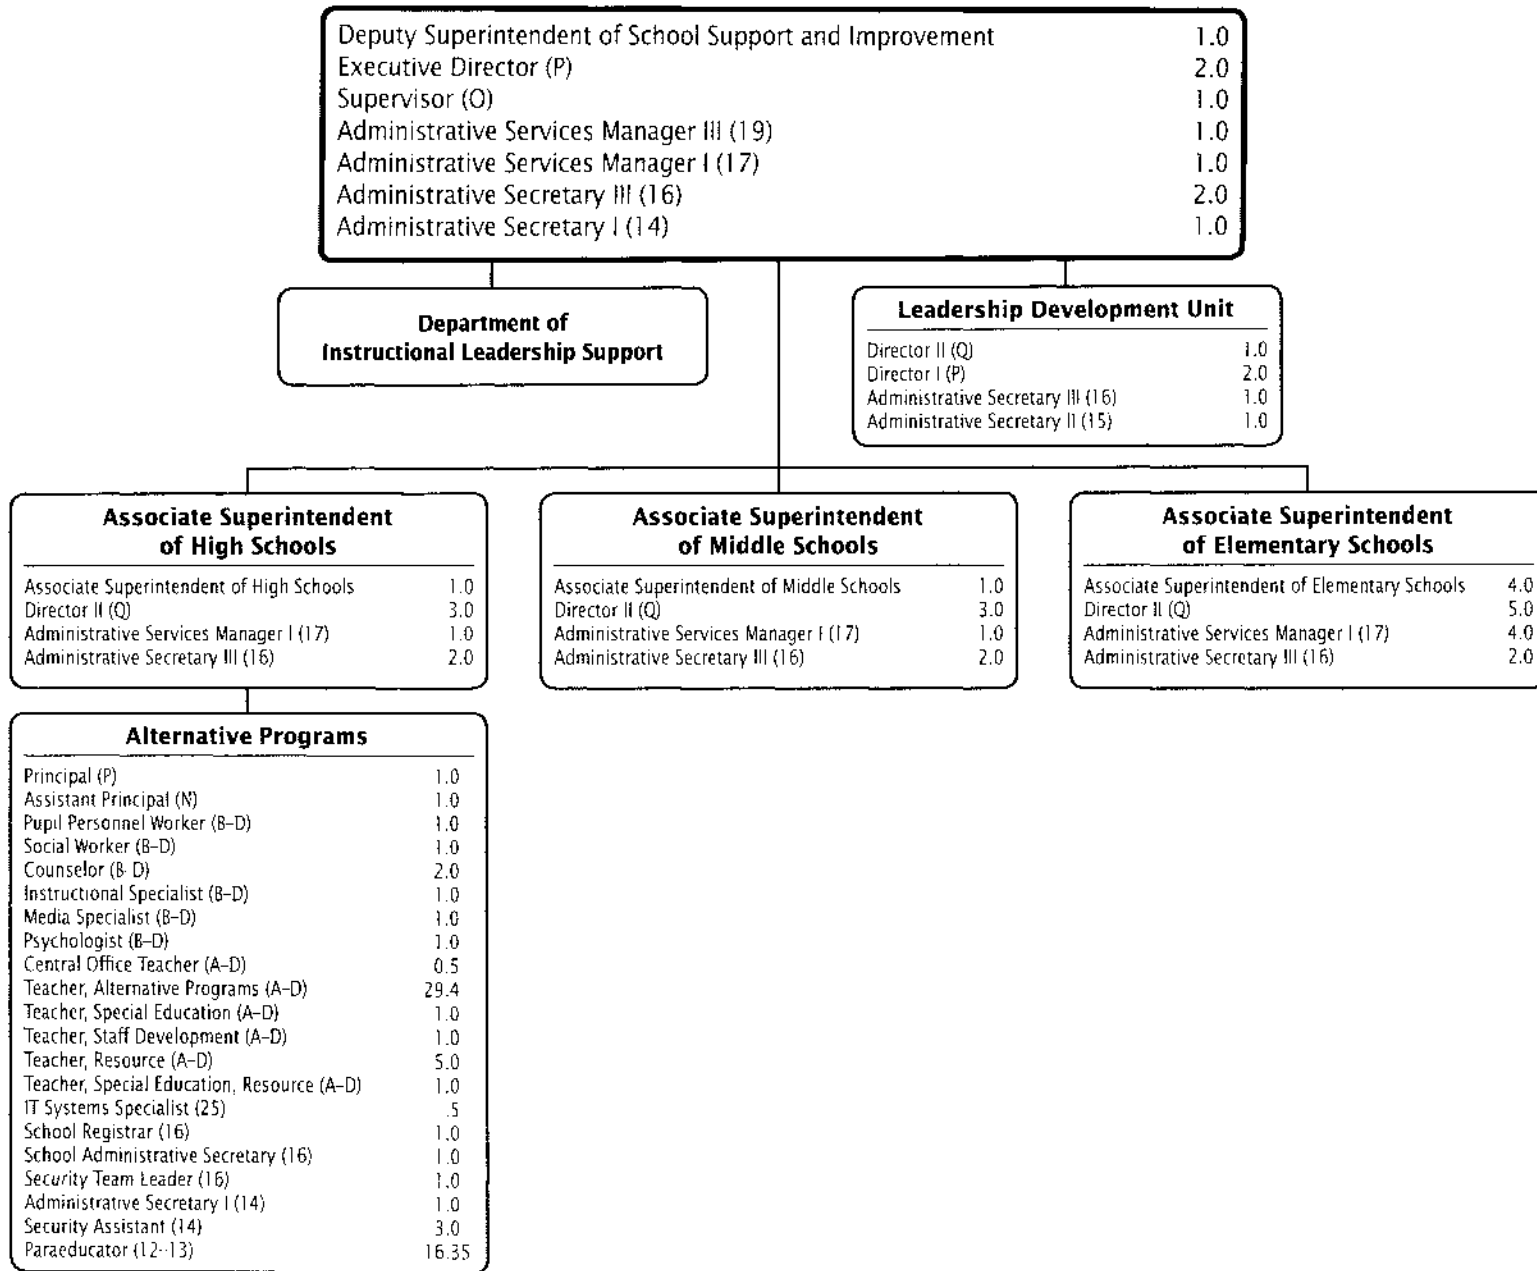 Deputy Superintendent of School Support and Improvement 1.0
Executive Director (P) 2.0
Supervisor (O) 1.0
Administrative Services Manager III (19) 1.0
Administrative Services Manager I (17) 1.0
Administrative Secretary III (16) 2.0
Administrative Secretary I (14) 1.0
Department of
Instructional Leadership Support
Leadership Development Unit
Director II (Q) 1.0
Director I (P) 2.0
Administrative Secretary III (16) 1.0
Administrative Secretary II (15) 1.0
Associate Superintendent
of High Schools
Associate Superintendent of High Schools 1.0
Director II (Q) 3.0
Administrative Services Manager I (17) 1.0
Administrative Secretary III (16) 2.0
Associate Superintendent
of Middle Schools
Associate Superintendent of Middle Schools 1.0
Director II (Q) 3.0
Administrative Services Manager I (17) 1.0
Administrative Secretary III (16) 2.0
Associate Superintendent
of Elementary Schools
Associate Superintendent of Elementary Schools 4.0
Director II (Q) 5.0
Administrative Services Manager I (17) 4.0
Administrative Secretary III (16) 2.0
Alternative Programs
Principal (P) 1.0
Assistant Principal (N) 1.0
Pupil Personnel Worker (B–D) 1.0
Social Worker (B–D) 1.0
Counselor (B–D) 2.0
Instructional Specialist (B–D) 1.0
Media Specialist (B–D) 1.0
Psychologist (B–D) 1.0
Central Office Teacher (A–D) 0.5
Teacher, Alternative Programs (A–D) 29.4
Teacher, Special Education (A–D) 1.0
Teacher, Staff Development (A–D) 1.0
Teacher, Resource (A–D) 5.0
Teacher, Special Education, Resource (A–D) 1.0
IT Systems Specialist (25) .5
School Registrar (16) 1.0
School Administrative Secretary (16) 1.0
Security Team Leader (16) 1.0
Administrative Secretary I (14) 1.0
Security Assistant (14) 3.0
Paraeducator (12–13) 16.35